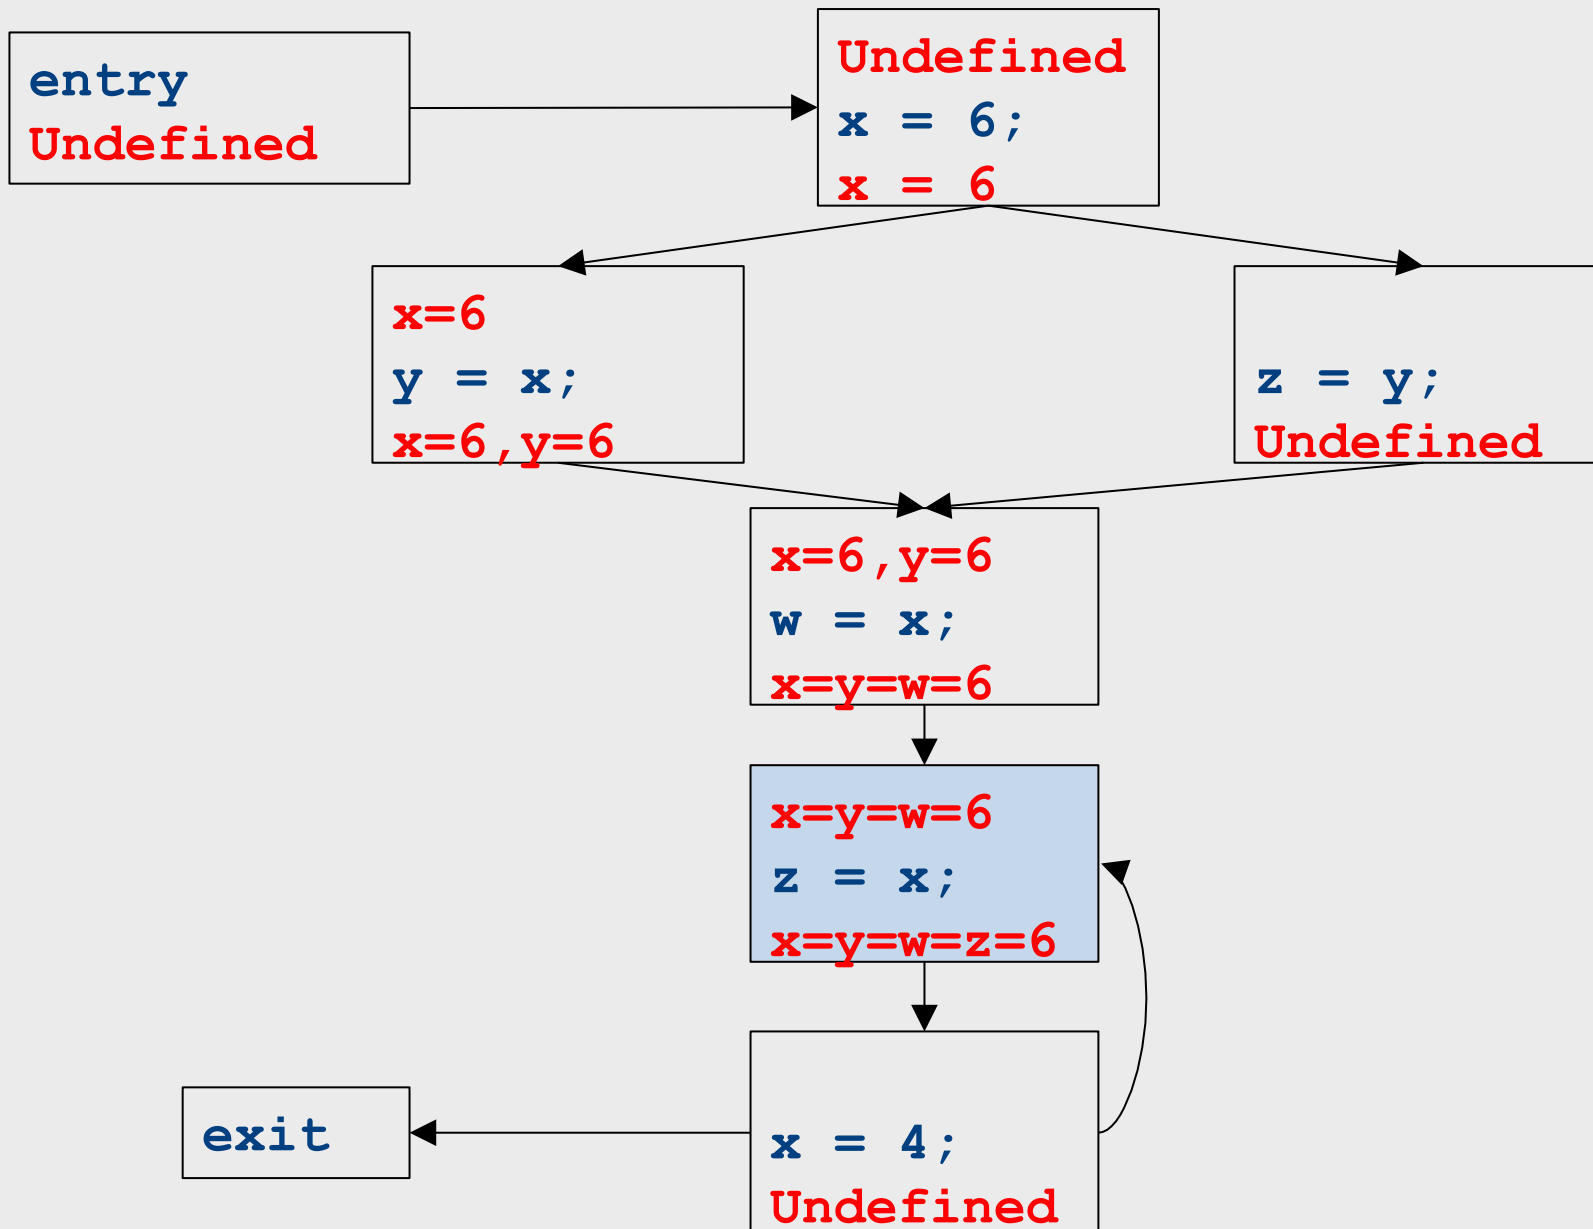 entry
Undefined
Undefined
x = 6;
x = 6
x=6
y = x;
x=6,y=6
z = y;
Undefined
x=6,y=6
w = x;
x=y=w=6
x=y=w=6
z = x;
x=y=w=z=6
exit
x = 4;
Undefined